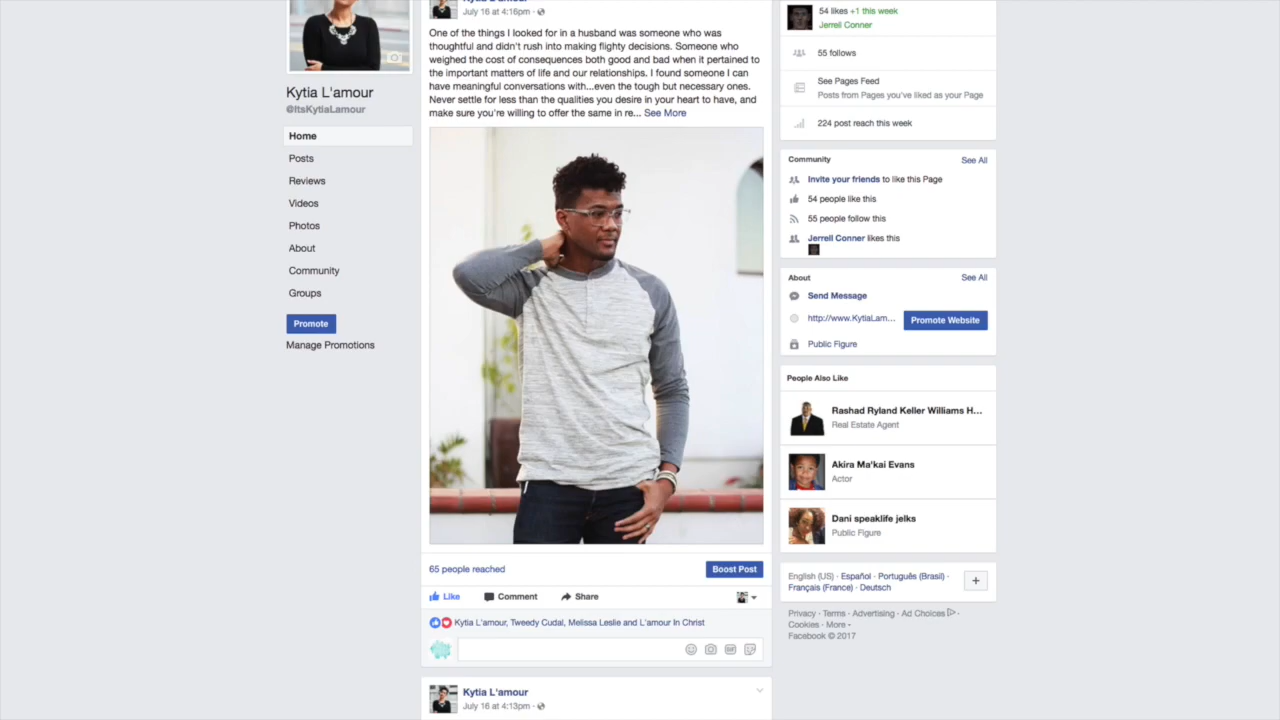 Kytia L'amour
@ItsKytiaLamour
Home
Posts
Reviews
Videos
Photos
About
Community
Groups
Promote
Manage Promotions
Kytia L'amour
July 16 at 4:16pm ·
One of the things I looked for in a husband was someone who was
thoughtful and didn't rush into making flighty decisions. Someone who
weighed the cost of consequences both good and bad when it pertained to
the important matters of life and our relationships. I found someone I can
have meaningful conversations with...even the tough but necessary ones.
Never settle for less than the qualities you desire in your heart to have, and
make sure you're willing to offer the same in re... See More
65 people reached
Boost Post
Like Comment Share
Kytia L'amour, Tweedy Cudal, Melissa Leslie and L'amour In Christ
Kytia L'amour
July 16 at 4:13pm ·
54 likes +1 this week
Jerrell Conner
55 follows
See Pages Feed
Posts from Pages you've liked as your Page
224 post reach this week
Community See All
Invite your friends to like this Page
54 people like this
55 people follow this
Jerrell Conner likes this
About See All
Send Message
http://www.KytiaLam... Promote Website
Public Figure
People Also Like
Rashad Ryland Keller Williams H...
Real Estate Agent
Akira Ma'kai Evans
Actor
Dani speaklife jelks
Public Figure
English (US) · Español · Português (Brasil) ·
Français (France) · Deutsch
Privacy · Terms · Advertising · Ad Choices ·
Cookies · More
Facebook © 2017